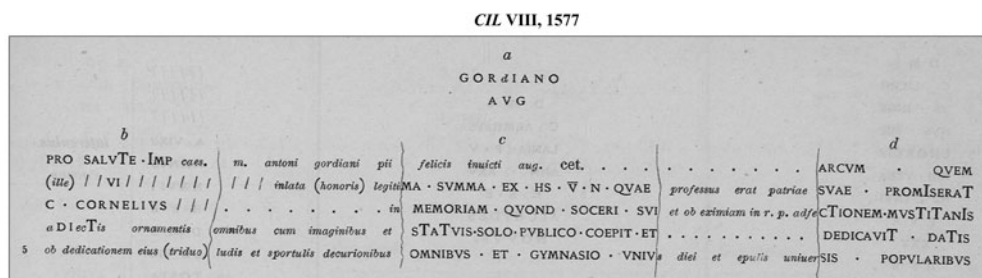 CIL VIII, 1577
a
GORdIANO
AVG
b c d
PRO SALVTE · IMP caes. m. antoni gordiani pii felicis inuicti aug. cet. . . . . . . . . . . . ARCVM · QVEM
(ille) / / VI / / / / / / / / / / inlata (honoris) legitiMA · SVMMA · EX · HS · V · N · QVAE professus erat patriae SVAE · PROMISERAT
C · CORNELIVS / / / . . . . . . . in MEMORIAM · QVOND · SOCERI · SVI et ob eximiam in r. p. adfeCTIONEM · MVSTITANIS
aDIecTis ornamentis omnibus cum imaginibus et STATVIS · SOLO · PVBLICO · COEPIT · ET . . . . . . . . . . DEDICAVIT · DATIS
5 ob dedicationem eius (triduo) ludis et sportulis decurionibus OMNIBVS · ET · GYMNASIO · VNIVs diei et epulis uniuerSIS · POPVLARIBVS